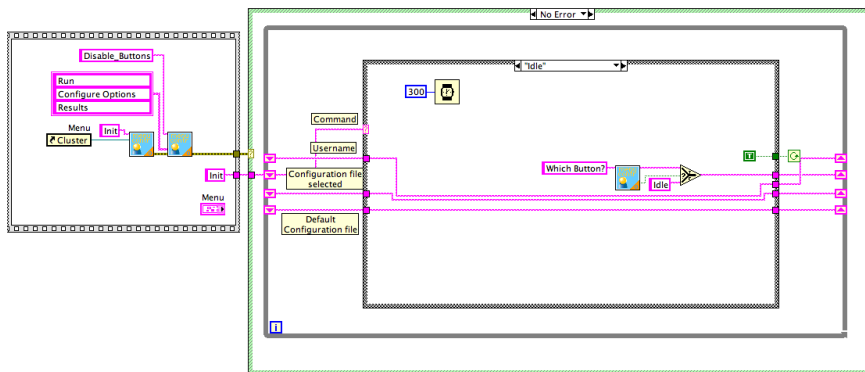 No Error
Disable_Buttons
"Idle"
Run
Configure Options
Results
300
Command
Menu
Init
Cluster
Username
Init
Configuration file
selected
Which Button?
T
Idle
Menu
Default
Configuration file
i